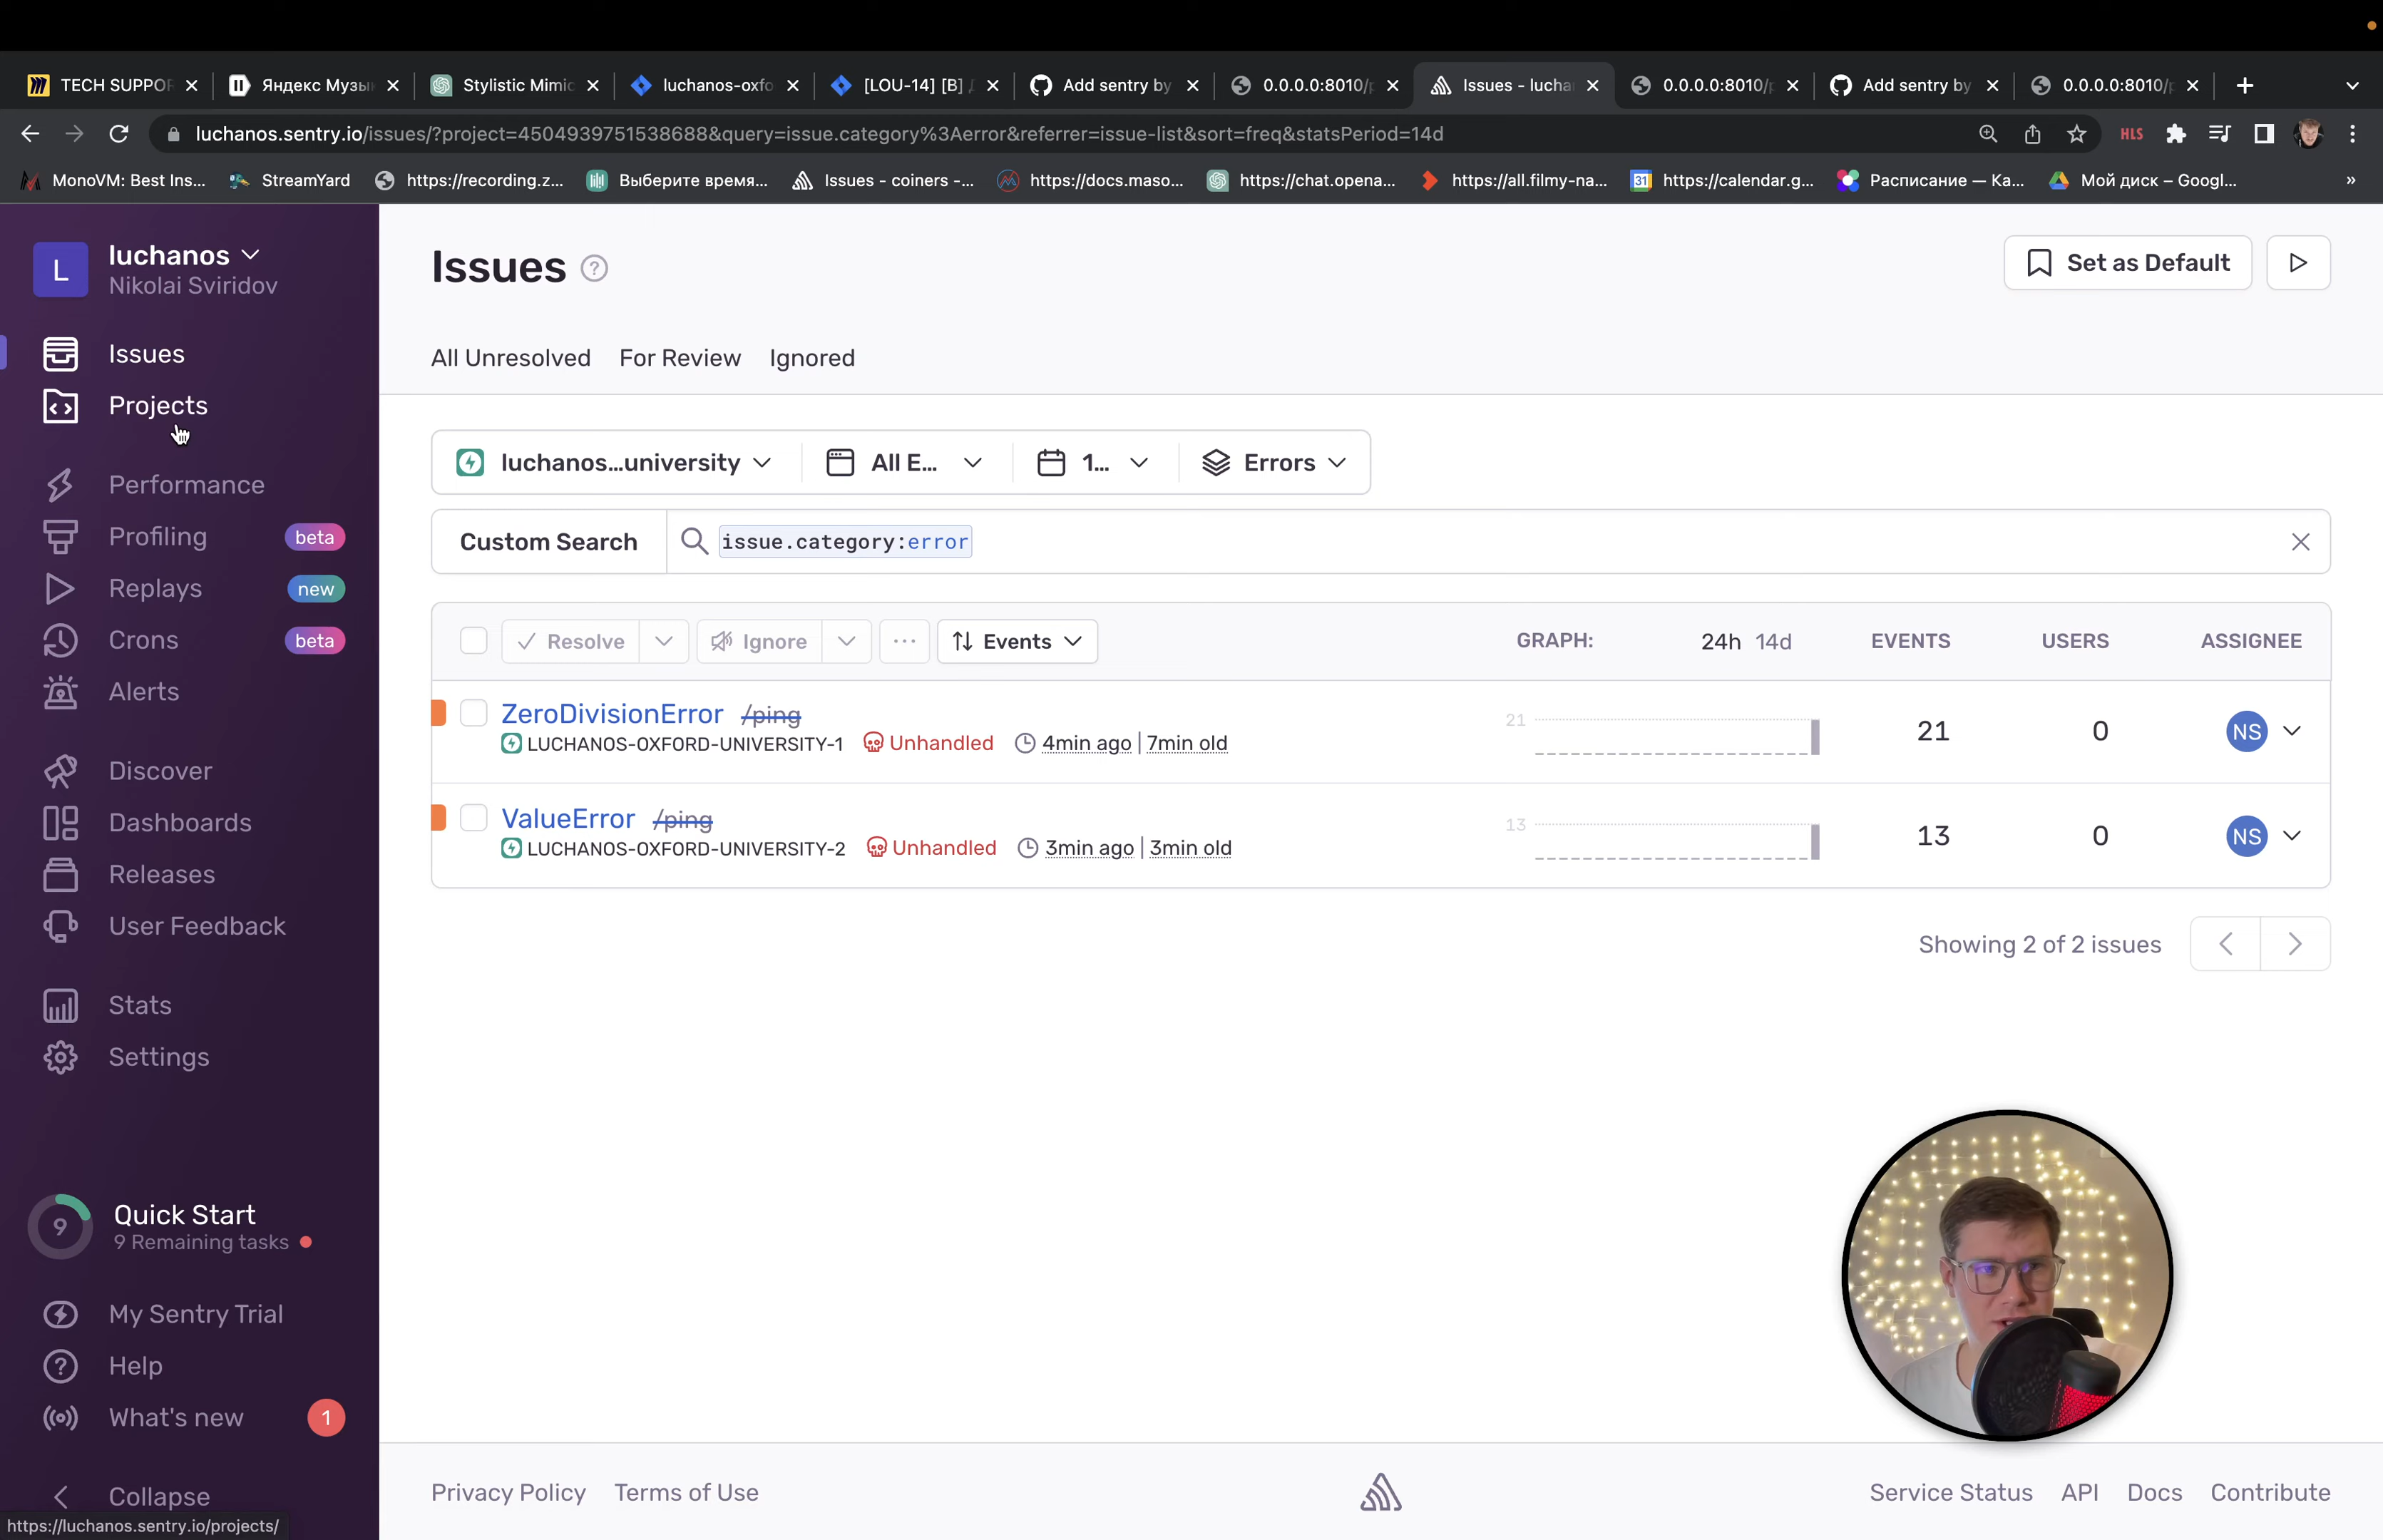 TECH SUPPOR
Яндекс Музык
Stylistic Mimic
luchanos-oxfo
[LOU-14] [B] Д
Add sentry by
0.0.0.0:8010/p
Issues - lucha
0.0.0.0:8010/p
Add sentry by
0.0.0.0:8010/p
luchanos.sentry.io/issues/?project=4504939751538688&query=issue.category%3Aerror&referrer=issue-list&sort=freq&statsPeriod=14d
HLS
MonoVM: Best Ins...
StreamYard
https://recording.z...
Выберите время...
Issues - coiners -...
https://docs.maso...
https://chat.opena...
https://all.filmy-na...
31
https://calendar.g...
Расписание — Ка...
Мой диск – Googl...
»
L
luchanos
Nikolai Sviridov
Issues
Projects
Performance
Profiling beta
Replays new
Crons beta
Alerts
Discover
Dashboards
Releases
User Feedback
Stats
Settings
9
Quick Start
9 Remaining tasks
My Sentry Trial
Help
What's new 1
Collapse
https://luchanos.sentry.io/projects/
Issues ?
Set as Default
All Unresolved For Review Ignored
luchanos...university All E... 1... Errors
Custom Search issue.category:error
Resolve Ignore ... Events GRAPH: 24h 14d EVENTS USERS ASSIGNEE
ZeroDivisionError /ping
LUCHANOS-OXFORD-UNIVERSITY-1 Unhandled 4min ago | 7min old
21 21 0 NS
ValueError /ping
LUCHANOS-OXFORD-UNIVERSITY-2 Unhandled 3min ago | 3min old
13 13 0 NS
Showing 2 of 2 issues
Privacy Policy Terms of Use Service Status API Docs Contribute